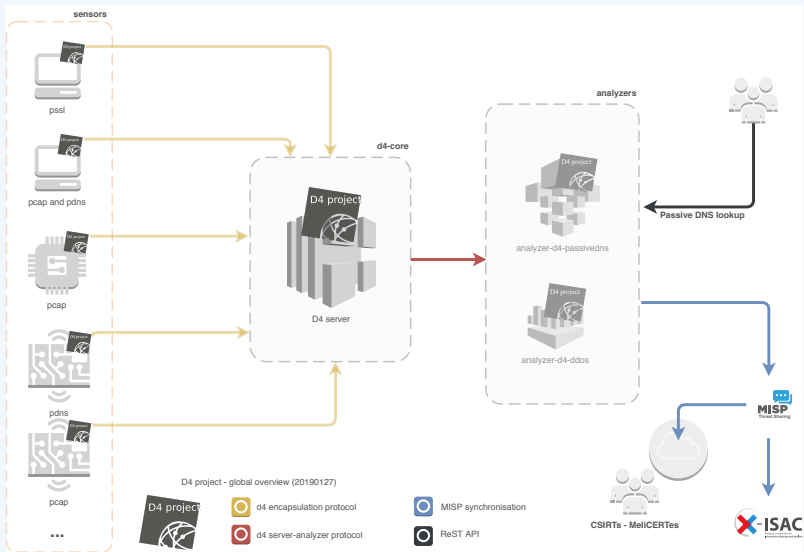 sensors
D4 project
pssl
D4 project
pcap and pdns
D4 project
pcap
D4 project
pdns
D4 project
pcap
...
d4-core
D4 project
D4 server
analyzers
D4 project
analyzer-d4-passivedns
D4 project
analyzer-d4-ddos
Passive DNS lookup
MISP
Threat Sharing
CSIRTs - MeliCERTes
X-ISAC
D4 project - global overview (20190127)
D4 project
d4 encapsulation protocol
d4 server-analyzer protocol
MISP synchronisation
ReST API